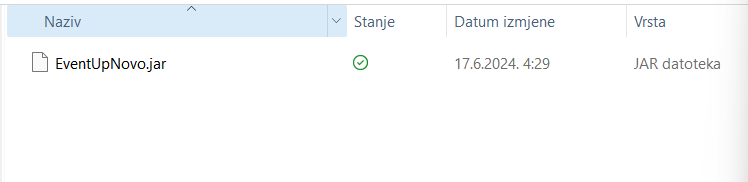 Naziv Stanje Datum izmjene Vrsta
EventUpNovo.jar 17.6.2024. 4:29 JAR datoteka